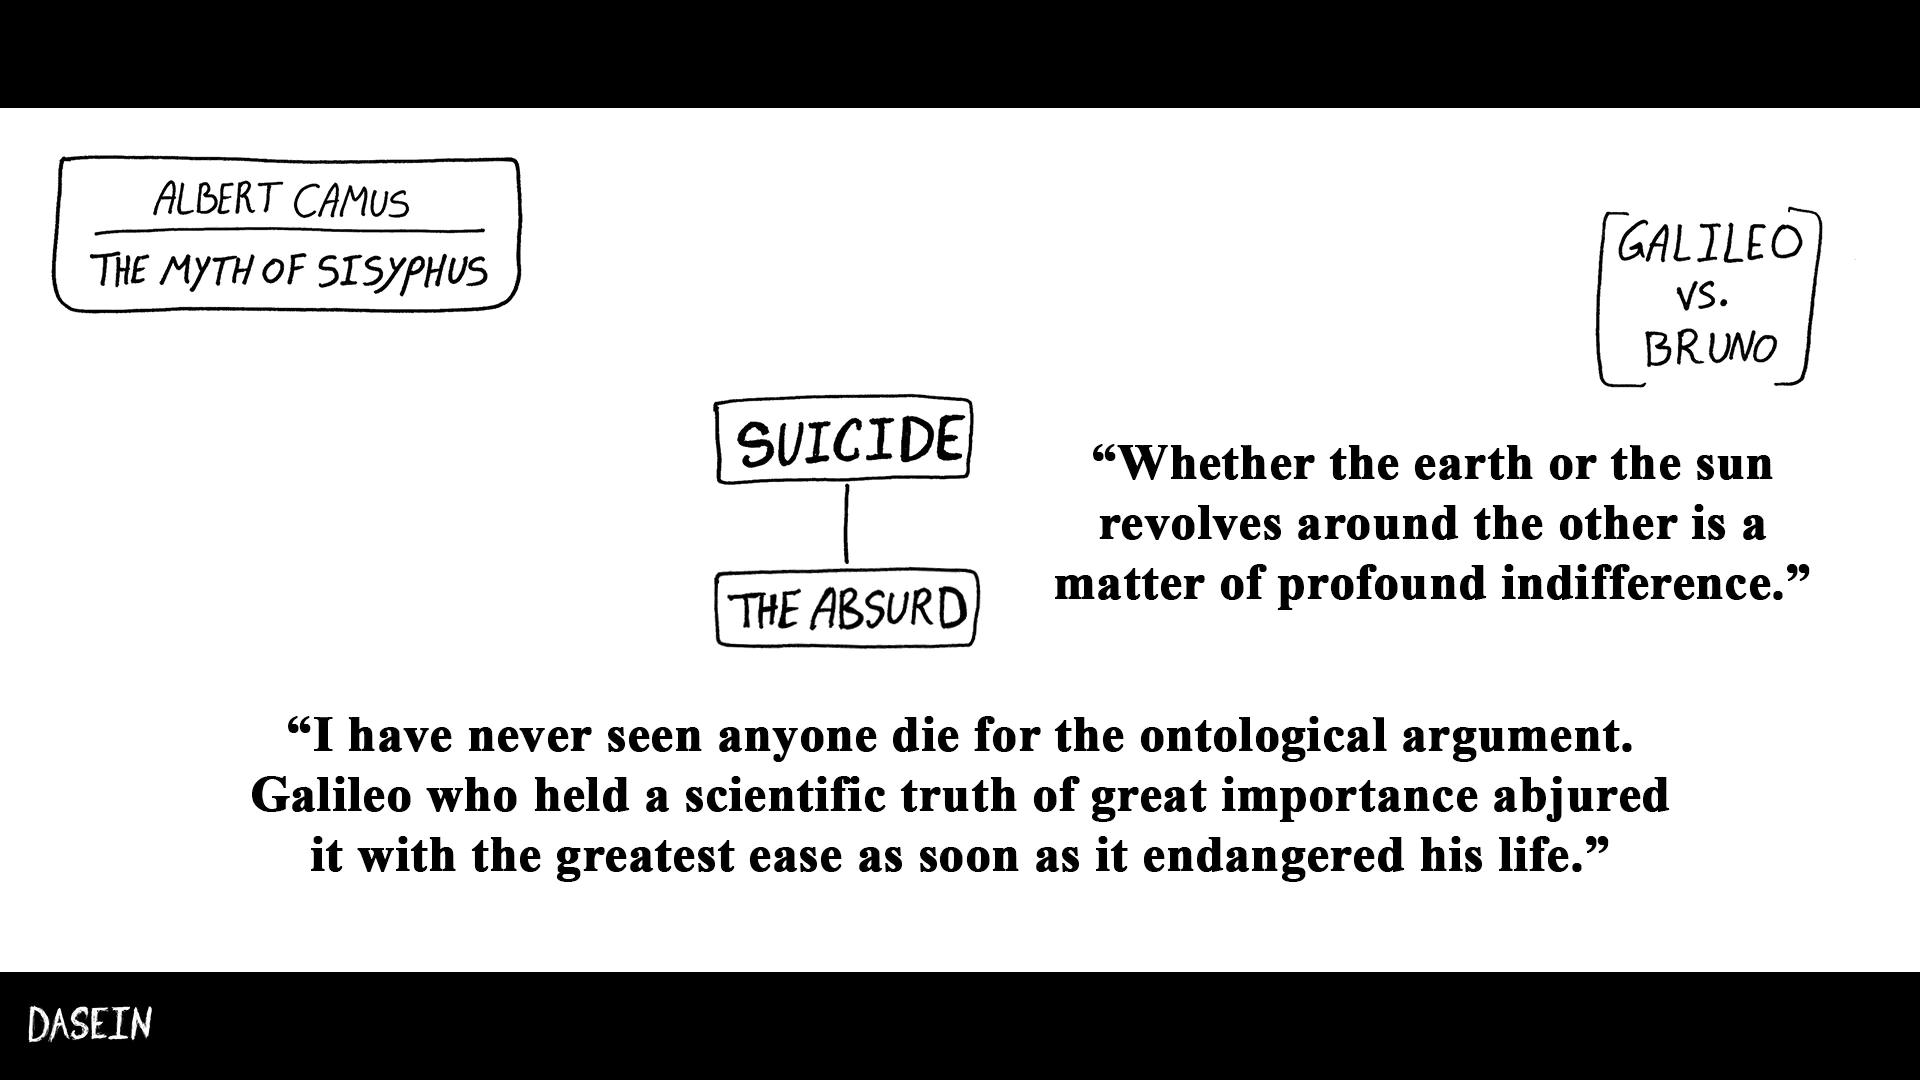 ALBERT CAMUS
THE MYTH OF SISYPHUS
GALILEO
VS.
BRUNO
SUICIDE
THE ABSURD
“Whether the earth or the sun
revolves around the other is a
matter of profound indifference.”
“I have never seen anyone die for the ontological argument.
Galileo who held a scientific truth of great importance abjured
it with the greatest ease as soon as it endangered his life.”
DASEIN